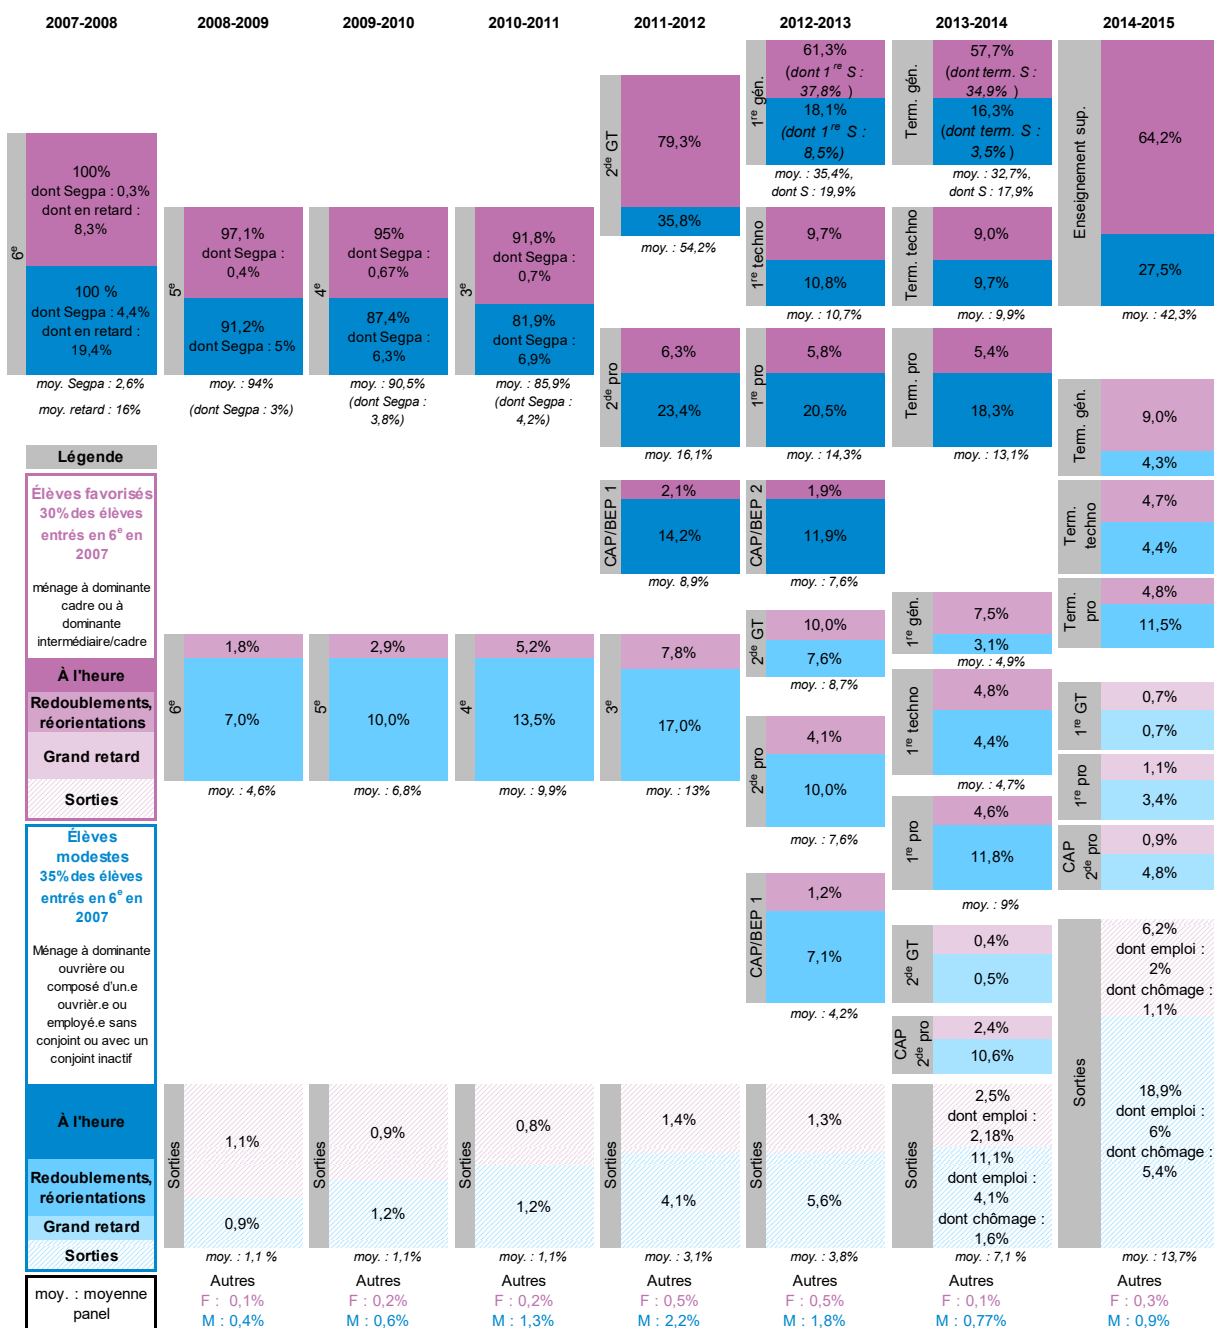 2007-2008
2008-2009
2009-2010
2010-2011
2011-2012
2012-2013
2013-2014
2014-2015
6e
100%
dont Segpa : 0,3%
dont en retard :
8,3%
100 %
dont Segpa : 4,4%
dont en retard :
19,4%
moy. Segpa : 2,6%
moy. retard : 16%
5e
97,1%
dont Segpa :
0,4%
91,2%
dont Segpa : 5%
moy. : 94%
(dont Segpa : 3%)
4e
95%
dont Segpa :
0,67%
87,4%
dont Segpa :
6,3%
moy. : 90,5%
(dont Segpa :
3,8%)
3e
91,8%
dont Segpa :
0,7%
81,9%
dont Segpa :
6,9%
moy. : 85,9%
(dont Segpa :
4,2%)
2de GT
79,3%
35,8%
moy. : 54,2%
2de pro
6,3%
23,4%
moy. 16,1%
CAP/BEP 1
2,1%
14,2%
moy. 8,9%
1re gén.
61,3%
(dont 1re S :
37,8% )
18,1%
(dont 1re S :
8,5%)
moy. : 35,4%,
dont S : 19,9%
1re techno
9,7%
10,8%
moy. : 10,7%
1re pro
5,8%
20,5%
moy. : 14,3%
CAP/BEP 2
1,9%
11,9%
moy. : 7,6%
Term. gén.
57,7%
(dont term. S :
34,9% )
16,3%
(dont term. S :
3,5% )
moy. : 32,7%,
dont S : 17,9%
Term. techno
9,0%
9,7%
moy. : 9,9%
Term. pro
5,4%
18,3%
moy. : 13,1%
Enseignement sup.
64,2%
27,5%
moy. : 42,3%
Term. gén.
9,0%
4,3%
Term.
techno
4,7%
4,4%
Term.
pro
4,8%
11,5%
Légende
Élèves favorisés
30% des élèves
entrés en 6e en
2007
ménage à dominante
cadre ou à
dominante
intermédiaire/cadre
À l'heure
Redoublements,
réorientations
Grand retard
Sorties
Élèves
modestes
35% des élèves
entrés en 6e en
2007
Ménage à dominante
ouvrière ou
composé d'un.e
ouvrièr.e ou
employé.e sans
conjoint ou avec un
conjoint inactif
À l'heure
Redoublements,
réorientations
Grand retard
Sorties
moy. : moyenne
panel
6e
1,8%
7,0%
moy. : 4,6%
5e
2,9%
10,0%
moy. : 6,8%
4e
5,2%
13,5%
moy. : 9,9%
3e
7,8%
17,0%
moy. : 13%
2de GT
10,0%
7,6%
moy. : 8,7%
2de pro
4,1%
10,0%
moy. : 7,6%
CAP/BEP 1
1,2%
7,1%
moy. : 4,2%
1re gén.
7,5%
3,1%
moy. : 4,9%
1re techno
4,8%
4,4%
moy. : 4,7%
1re pro
4,6%
11,8%
moy. : 9%
2de GT
0,4%
0,5%
CAP
2de pro
2,4%
10,6%
1re GT
0,7%
0,7%
1re pro
1,1%
3,4%
CAP
2de pro
0,9%
4,8%
Sorties
1,1%
0,9%
moy. : 1,1 %
Sorties
0,9%
1,2%
moy. : 1,1%
Sorties
0,8%
1,2%
moy. : 1,1%
Sorties
1,4%
4,1%
moy. : 3,1%
Sorties
1,3%
5,6%
moy. : 3,8%
Sorties
2,5%
dont emploi :
2,18%
11,1%
dont emploi :
4,1%
dont chômage :
1,6%
moy. : 7,1 %
Sorties
6,2%
dont emploi :
2%
dont chômage :
1,1%
18,9%
dont emploi :
6%
dont chômage :
5,4%
moy. : 13,7%
Autres
F : 0,1%
M : 0,4%
Autres
F : 0,2%
M : 0,6%
Autres
F : 0,2%
M : 1,3%
Autres
F : 0,5%
M : 2,2%
Autres
F : 0,5%
M : 1,8%
Autres
F : 0,1%
M : 0,77%
Autres
F : 0,3%
M : 0,9%